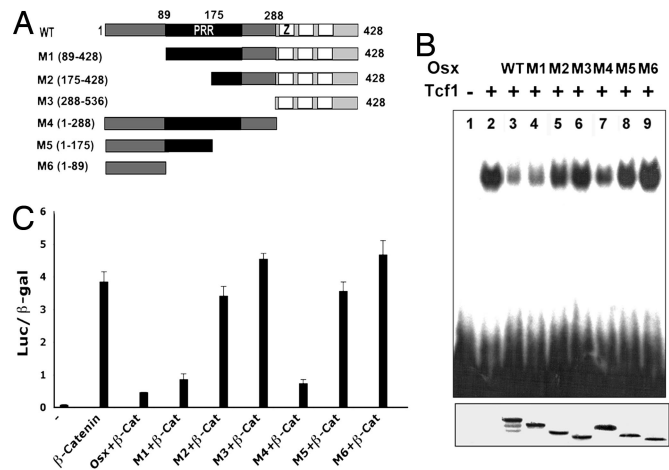 A
89 175 288
WT 1 PRR Z 428
M1 (89-428) 428
M2 (175-428) 428
M3 (288-536) 428
M4 (1-288)
M5 (1-175)
M6 (1-89)
B
Osx WT M1 M2 M3 M4 M5 M6
Tcf1 - + + + + + + + +
1 2 3 4 5 6 7 8 9
C
Luc/β-gal
6
5
4
3
2
1
0
-
β-Catenin
Osx+β-Cat
M1+β-Cat
M2+β-Cat
M3+β-Cat
M4+β-Cat
M5+β-Cat
M6+β-Cat